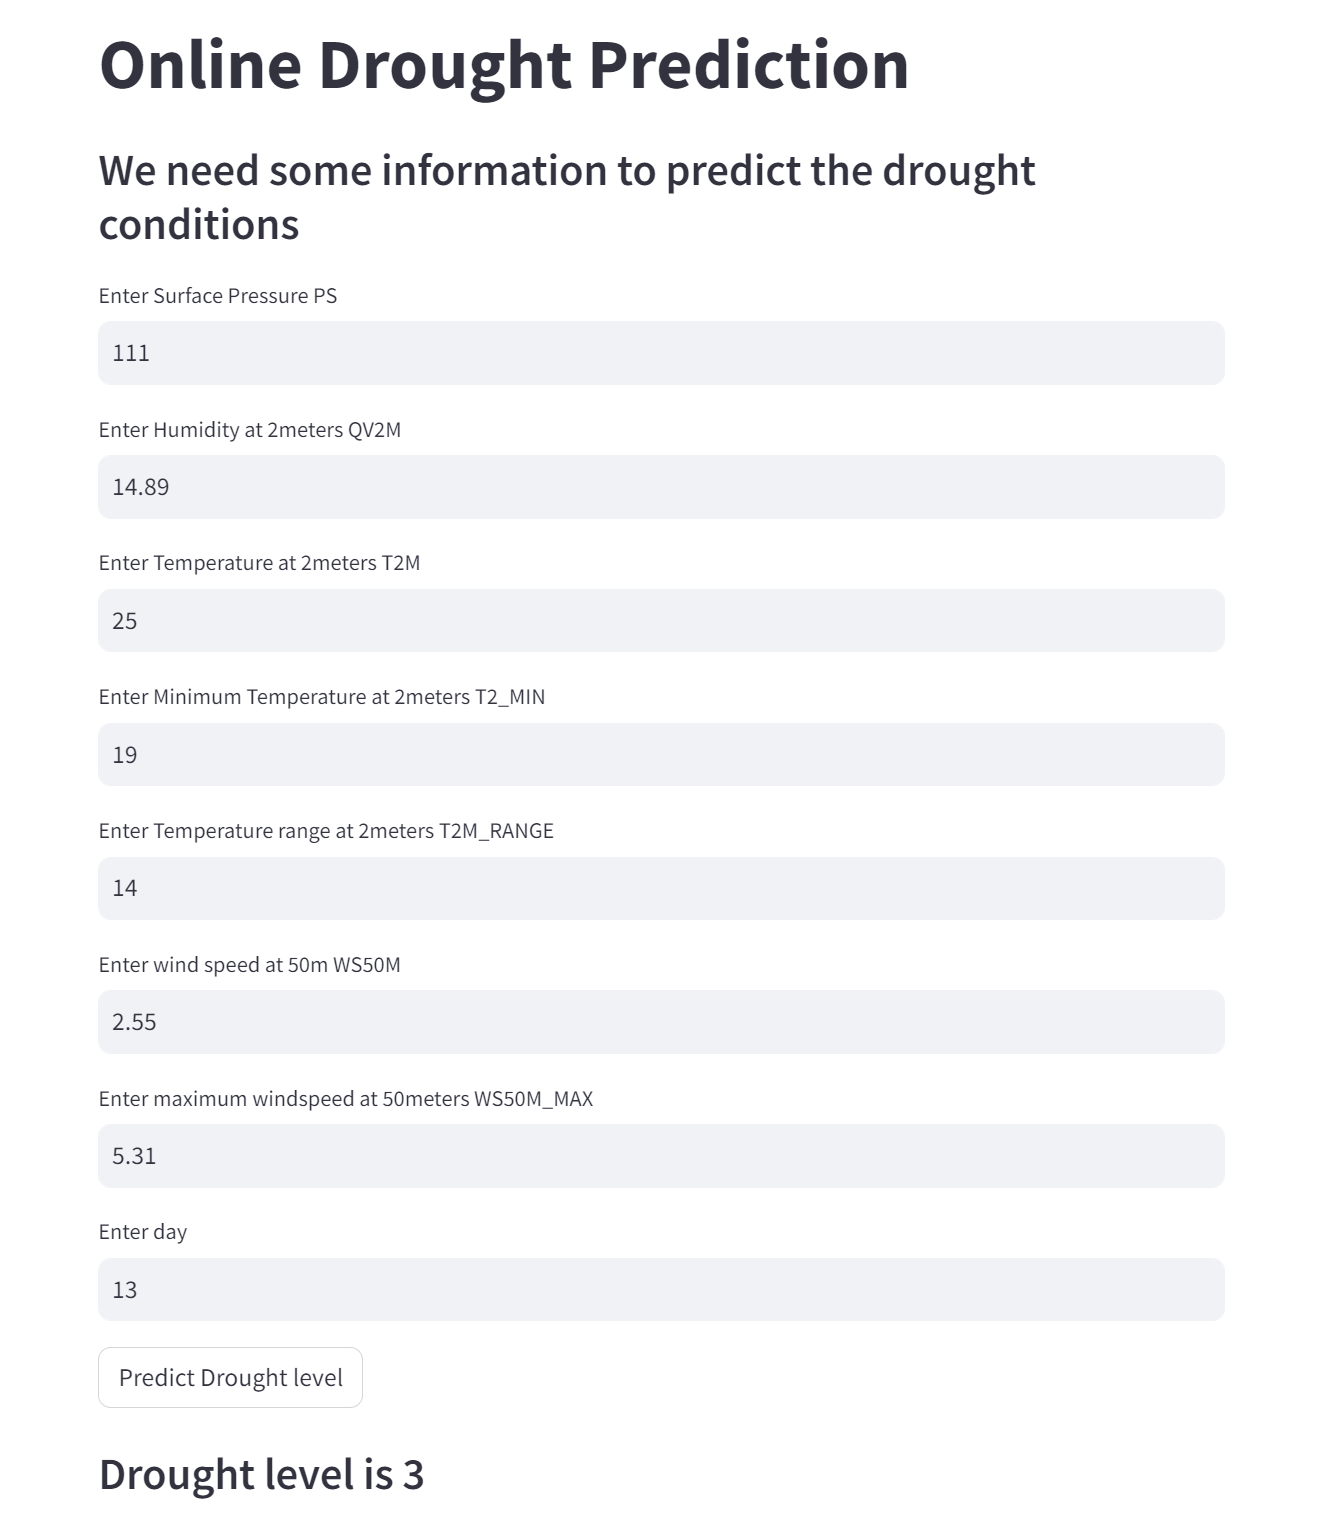 Online Drought Prediction
We need some information to predict the drought
conditions
Enter Surface Pressure PS
111
Enter Humidity at 2meters QV2M
14.89
Enter Temperature at 2meters T2M
25
Enter Minimum Temperature at 2meters T2_MIN
19
Enter Temperature range at 2meters T2M_RANGE
14
Enter wind speed at 50m WS50M
2.55
Enter maximum windspeed at 50meters WS50M_MAX
5.31
Enter day
13
Predict Drought level
Drought level is 3